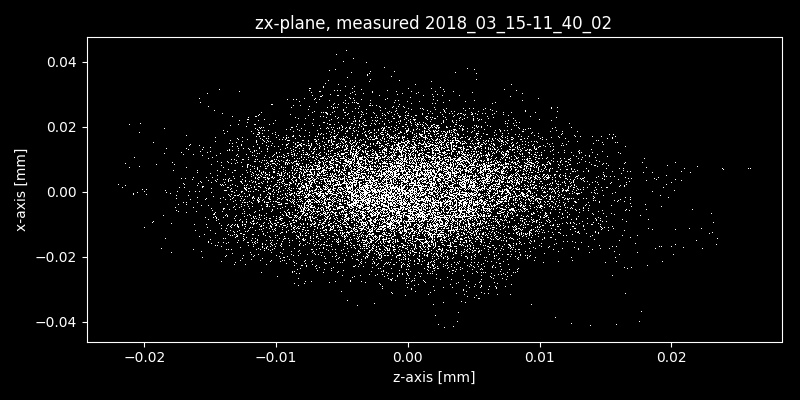 zx-plane, measured 2018_03_15-11_40_02
0.04
0.02
0.00
−0.02
−0.04
x-axis [mm]
−0.02 −0.01 0.00 0.01 0.02
z-axis [mm]